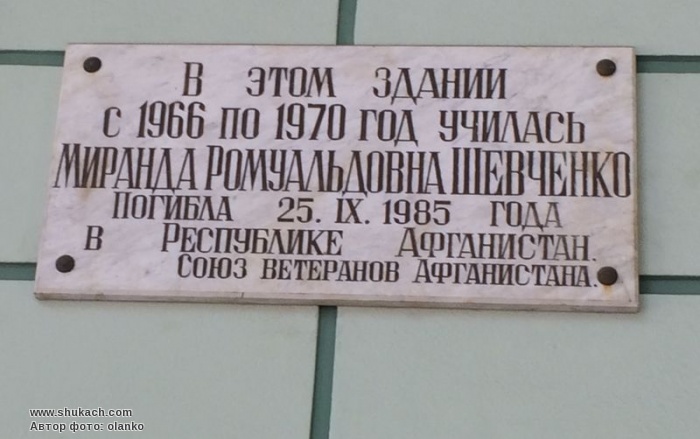 В ЭТОМ ЗДАНИИ
С 1966 ПО 1970 ГОД УЧИЛАСЬ
МИРАНДА РОМУАЛЬДОВНА ШЕВЧЕНКО
ПОГИБЛА 25. IX. 1985 ГОДА
В РЕСПУБЛИКЕ АФГАНИСТАН.
СОЮЗ ВЕТЕРАНОВ АФГАНИСТАНА.
www.shukach.com
Автор фото: olanko